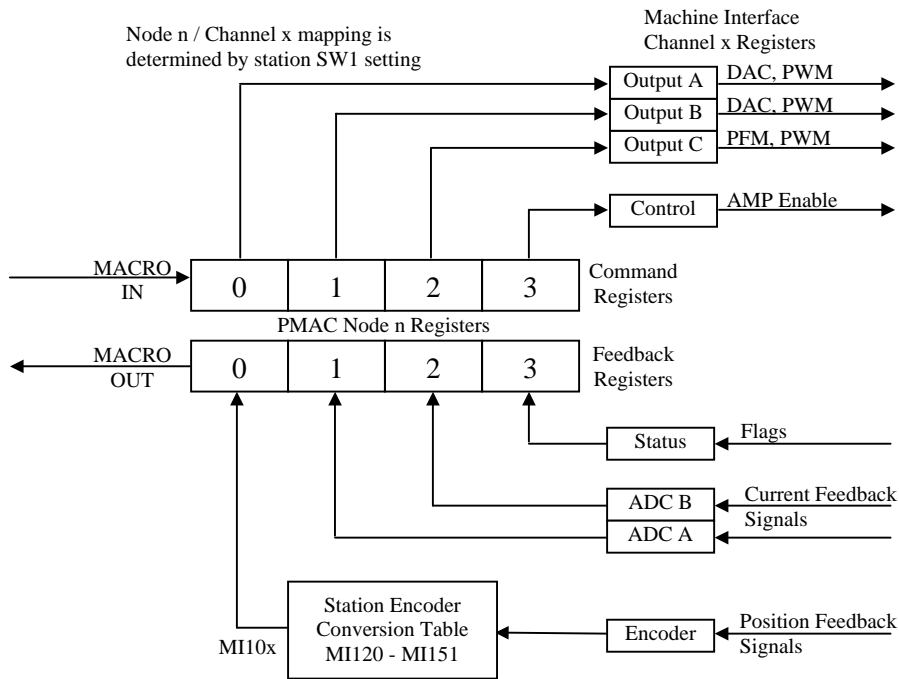 Node n / Channel x mapping is
determined by station SW1 setting
Machine Interface
Channel x Registers
Output A
DAC, PWM
Output B
DAC, PWM
Output C
PFM, PWM
Control
AMP Enable
MACRO
IN
0 1 2 3
Command
Registers
PMAC Node n Registers
MACRO
OUT
0 1 2 3
Feedback
Registers
Status
Flags
ADC B
ADC A
Current Feedback
Signals
MI10x
Station Encoder
Conversion Table
MI120 - MI151
Encoder
Position Feedback
Signals